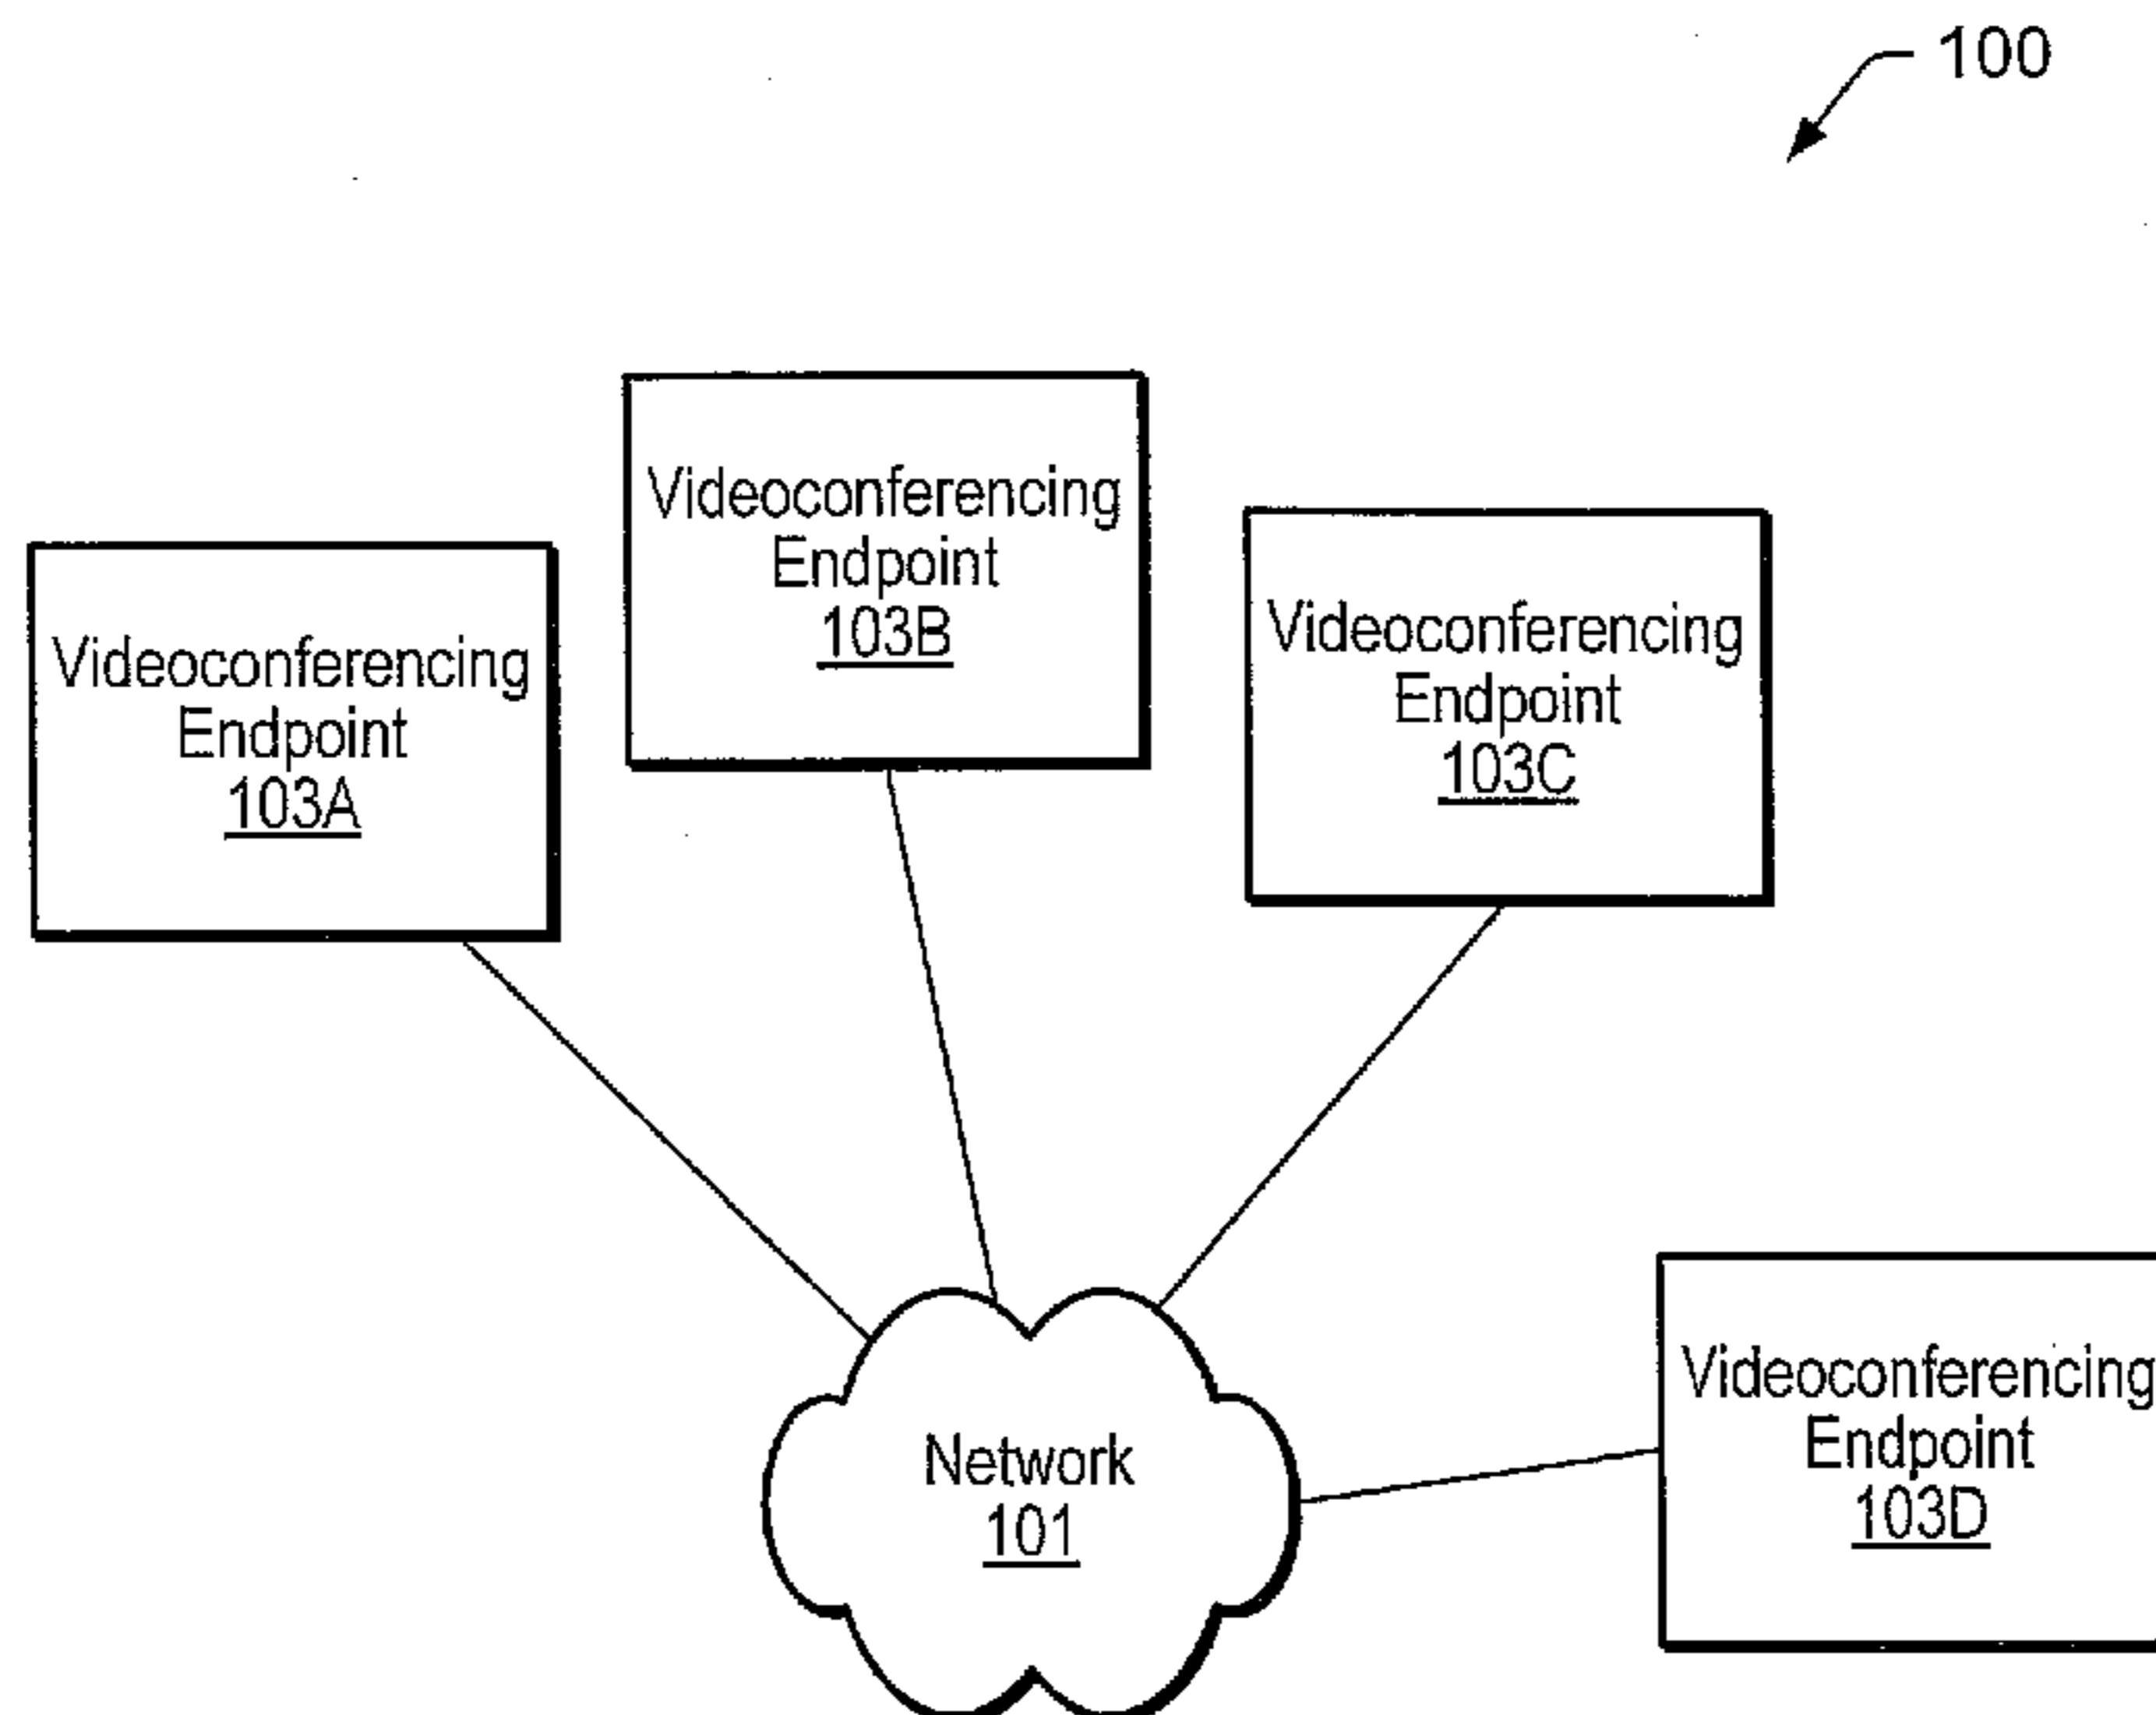 100
Videoconferencing
Endpoint
103A
Videoconferencing
Endpoint
103B
Videoconferencing
Endpoint
103C
Videoconferencing
Endpoint
103D
Network
101